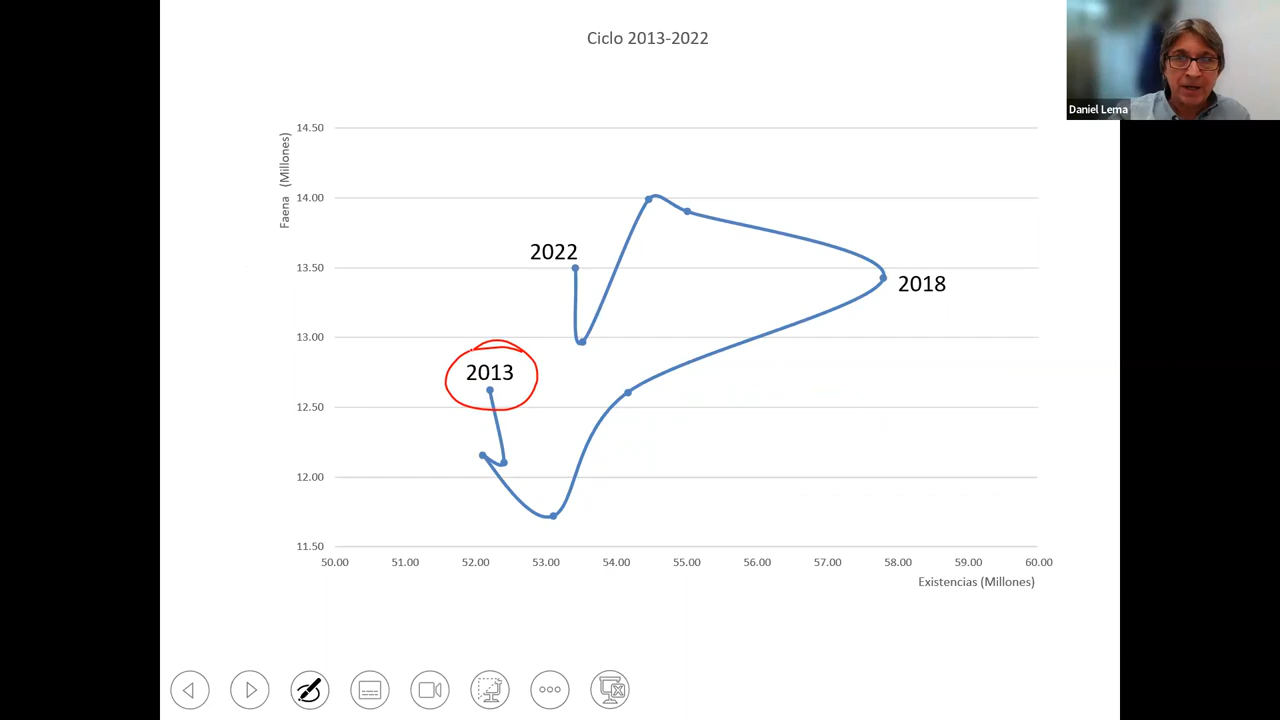 Ciclo 2013-2022
Daniel Lema
Faena (Millones)
14.50
14.00
13.50
13.00
12.50
12.00
11.50
2022
2018
2013
50.00 51.00 52.00 53.00 54.00 55.00 56.00 57.00 58.00 59.00 60.00
Existencias (Millones)